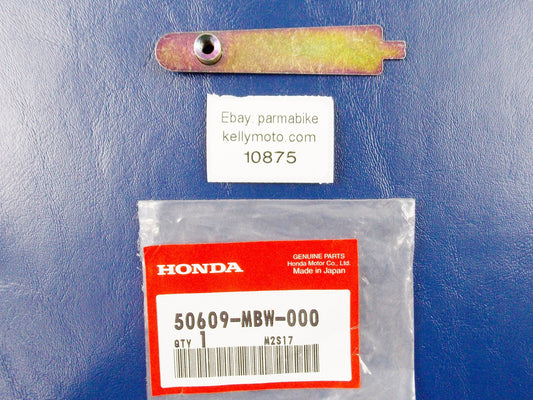 Ebay: parmabike
kellymoto.com
10875
HONDA
GENUINE PARTS
Honda Motor Co., Ltd.
Made in Japan
50609-MBW-000
QTY 1 M2S17